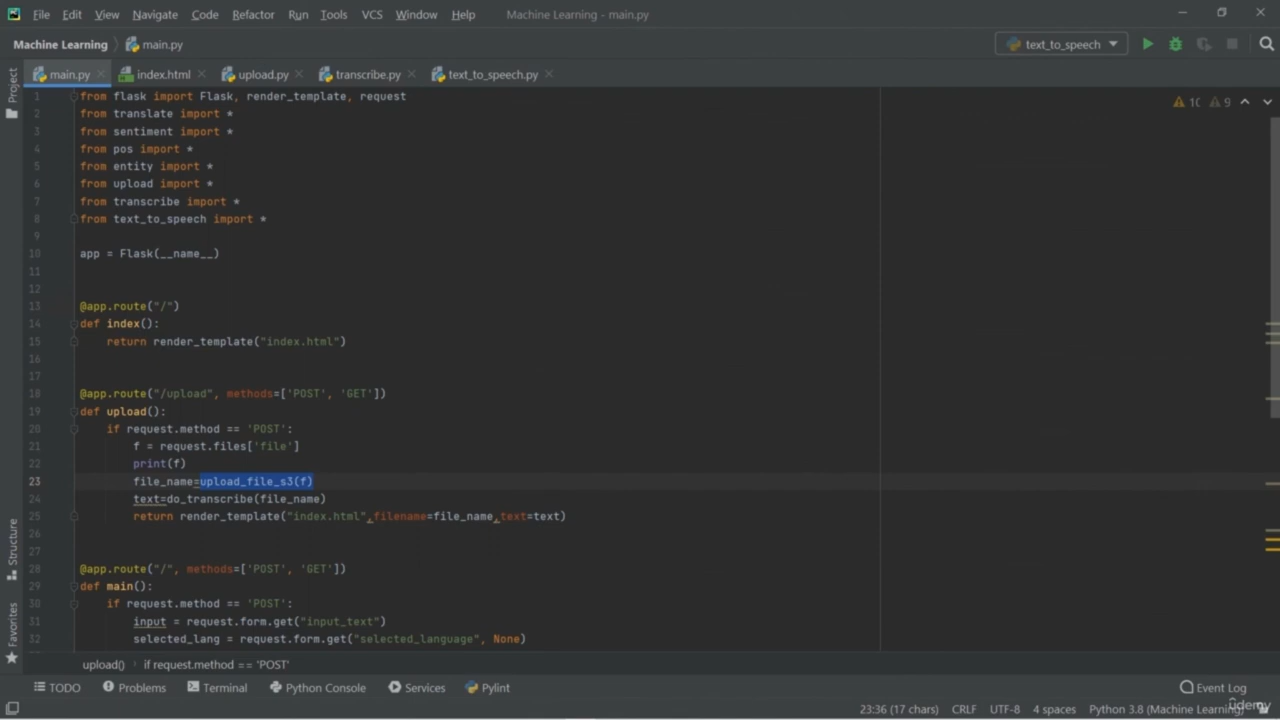 File Edit View Navigate Code Refactor Run Tools VCS Window Help Machine Learning - main.py
Machine Learning main.py text_to_speech
main.py index.html upload.py transcribe.py text_to_speech.py
Project
1 from flask import Flask, render_template, request
10 9
2 from translate import *
3 from sentiment import *
4 from pos import *
5 from entity import *
6 from upload import *
7 from transcribe import *
8 from text_to_speech import *
9
10 app = Flask(__name__)
11
12
13 @app.route("/")
14 def index():
15 return render_template("index.html")
16
17
18 @app.route("/upload", methods=['POST', 'GET'])
19 def upload():
20 if request.method == 'POST':
21 f = request.files['file']
22 print(f)
23 file_name=upload_file_s3(f)
24 text=do_transcribe(file_name)
25 return render_template("index.html",filename=file_name,text=text)
26
27
28 @app.route("/", methods=['POST', 'GET'])
29 def main():
30 if request.method == 'POST':
31 input = request.form.get("input_text")
32 selected_lang = request.form.get("selected_language", None)
Structure
Favorites
upload() if request.method == 'POST'
TODO Problems Terminal Python Console Services Pylint Event Log
23:36 (17 chars) CRLF UTF-8 4 spaces Python 3.8 (Machine Learning)
udemy